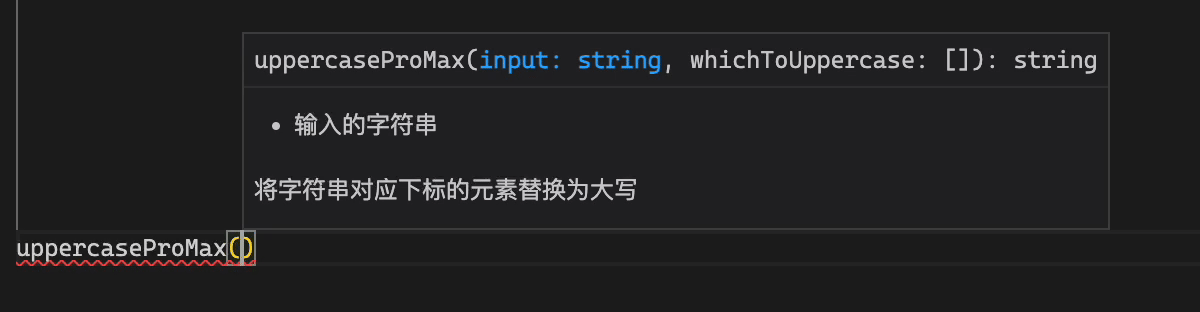 uppercaseProMax(input: string, whichToUppercase: []): string
• 输入的字符串
将字符串对应下标的元素替换为大写
uppercaseProMax()